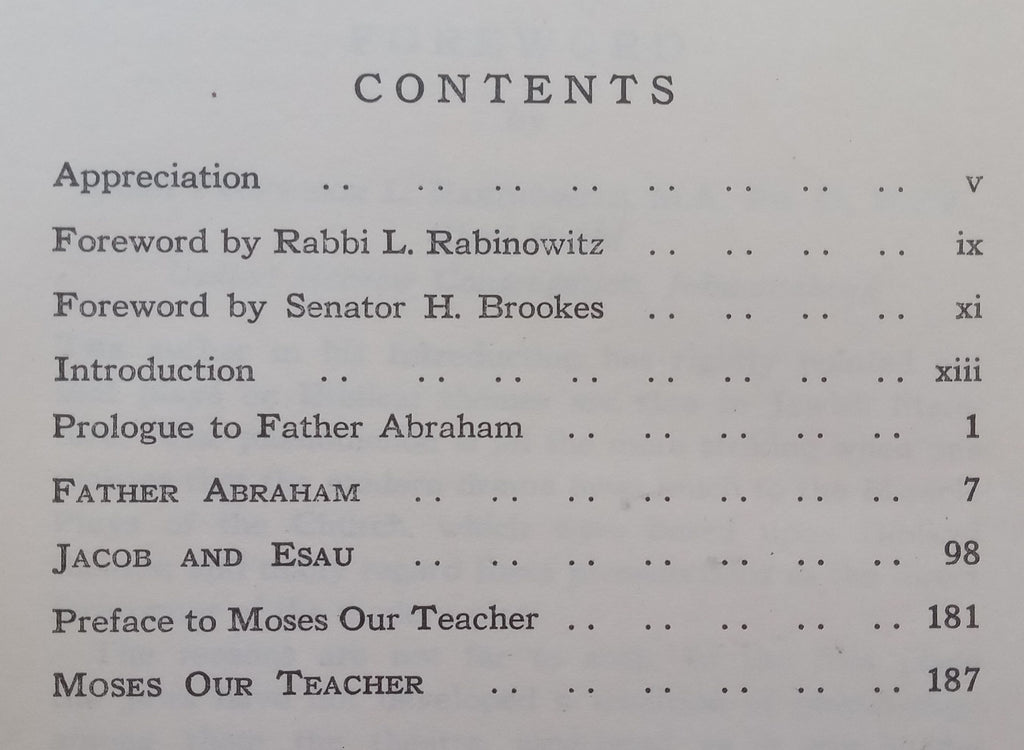 CONTENTS
Appreciation .. .. .. .. .. .. .. .. v
Foreword by Rabbi L. Rabinowitz .. .. .. .. ix
Foreword by Senator H. Brookes .. .. .. .. xi
Introduction .. .. .. .. .. .. .. .. xiii
Prologue to Father Abraham .. .. .. .. .. 1
FATHER ABRAHAM .. .. .. .. .. .. .. 7
JACOB AND ESAU .. .. .. .. .. .. .. 98
Preface to Moses Our Teacher .. .. .. .. .. 181
MOSES OUR TEACHER .. .. .. .. .. .. 187